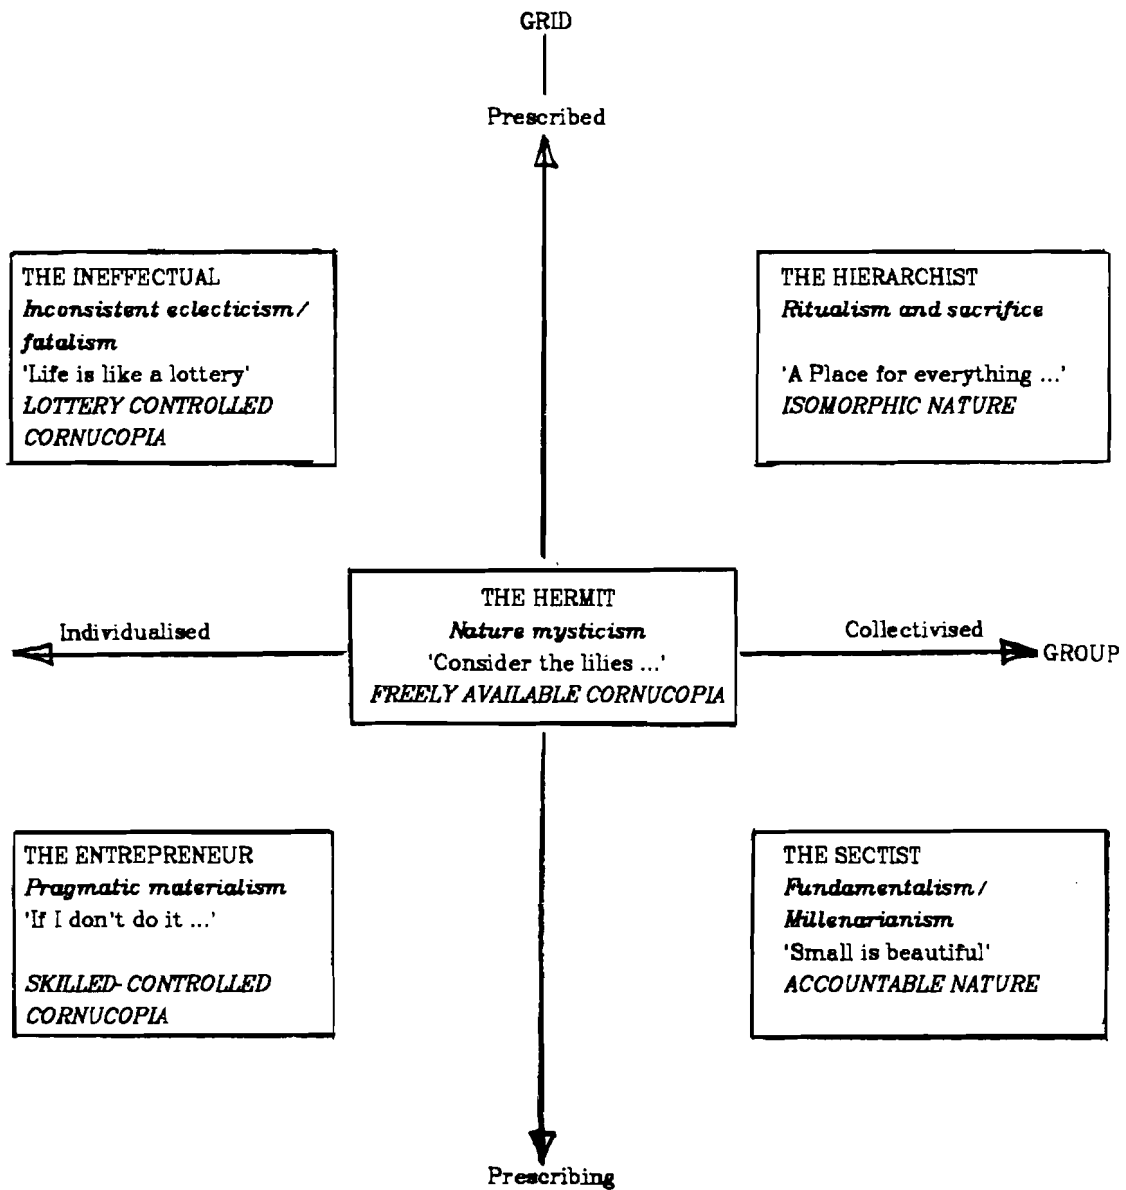 GRID
Prescribed
THE INEFFECTUAL
Inconsistent eclecticism/
fatalism
'Life is like a lottery'
LOTTERY CONTROLLED
CORNUCOPIA
THE HIERARCHIST
Ritualism and sacrifice
'A Place for everything ...'
ISOMORPHIC NATURE
Individualised
THE HERMIT
Nature mysticism
'Consider the lilies ...'
FREELY AVAILABLE CORNUCOPIA
Collectivised
GROUP
THE ENTREPRENEUR
Pragmatic materialism
'If I don't do it ...'
SKILLED-CONTROLLED
CORNUCOPIA
THE SECTIST
Fundamentalism/
Millenarianism
'Small is beautiful'
ACCOUNTABLE NATURE
Prescribing